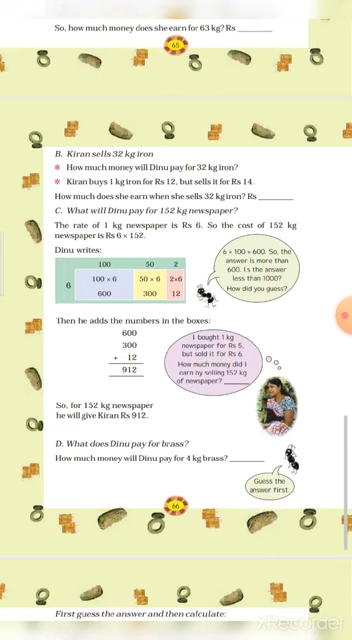 So, how much money does she earn for 63 kg? Rs ________
65
B. Kiran sells 32 kg iron
* How much money will Dinu pay for 32 kg iron?
* Kiran buys 1 kg iron for Rs 12, but sells it for Rs 14.
How much does she earn when she sells 32 kg iron? Rs ________
C. What will Dinu pay for 152 kg newspaper?
The rate of 1 kg newspaper is Rs 6. So the cost of 152 kg
newspaper is Rs 6 × 152.
Dinu writes:
100 50 2
6 100 × 6 50 × 6 2×6
600 300 12
6 × 100 = 600. So, the
answer is more than
600. Is the answer
less than 1000?
How did you guess?
Then he adds the numbers in the boxes:
600
300
+ 12
912
I bought 1 kg
newspaper for Rs 5,
but sold it for Rs 6.
How much money did I
earn by selling 152 kg
of newspaper? ______
So, for 152 kg newspaper
he will give Kiran Rs 912.
D. What does Dinu pay for brass?
How much money will Dinu pay for 4 kg brass? ________
Guess the
answer first.
66
First guess the answer and then calculate:
XRecorder